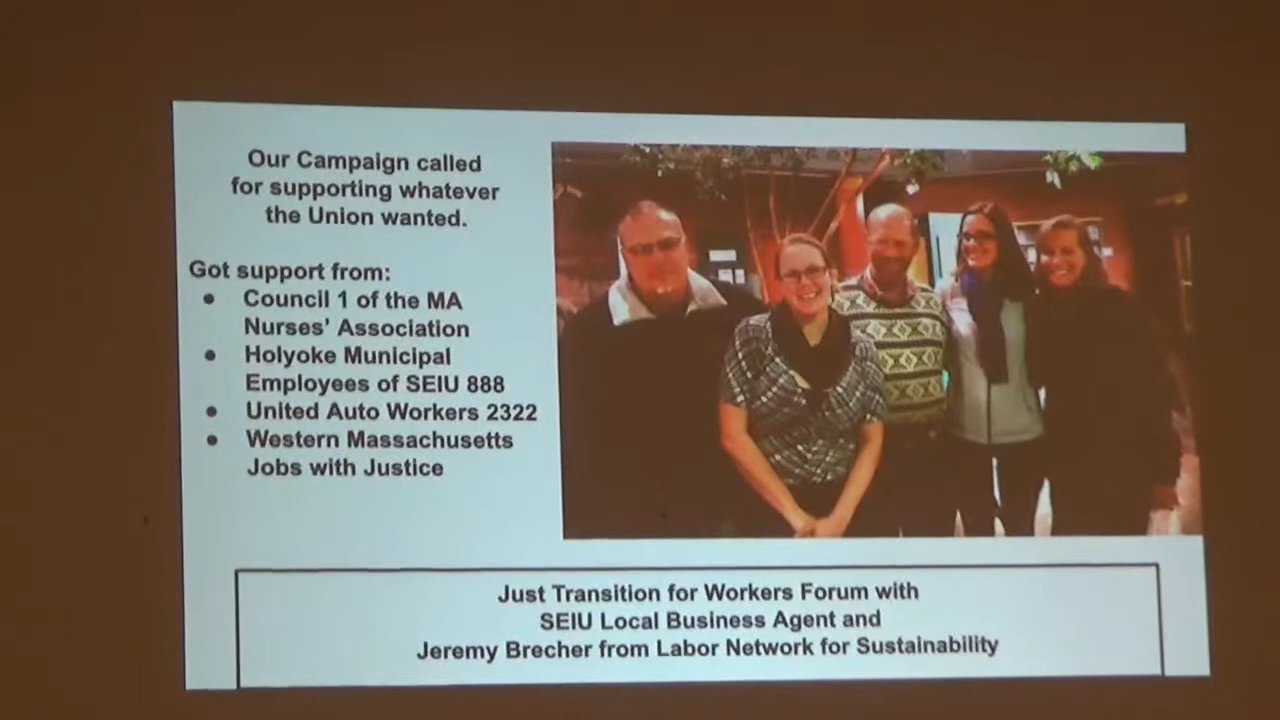 Our Campaign called
for supporting whatever
the Union wanted.
Got support from:
● Council 1 of the MA
Nurses’ Association
● Holyoke Municipal
Employees of SEIU 888
● United Auto Workers 2322
● Western Massachusetts
Jobs with Justice
Just Transition for Workers Forum with
SEIU Local Business Agent and
Jeremy Brecher from Labor Network for Sustainability